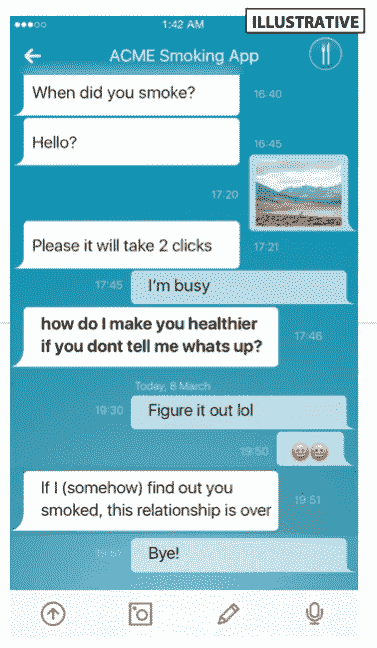 ILLUSTRATIVE
1:42 AM
ACME Smoking App
When did you smoke?
16:40
Hello?
16:45
17:20
Please it will take 2 clicks
17:21
17:45
I'm busy
how do I make you healthier
if you dont tell me whats up?
17:46
Today, 8 March
19:30
Figure it out lol
19:50
If I (somehow) find out you
smoked, this relationship is over
19:51
Bye!